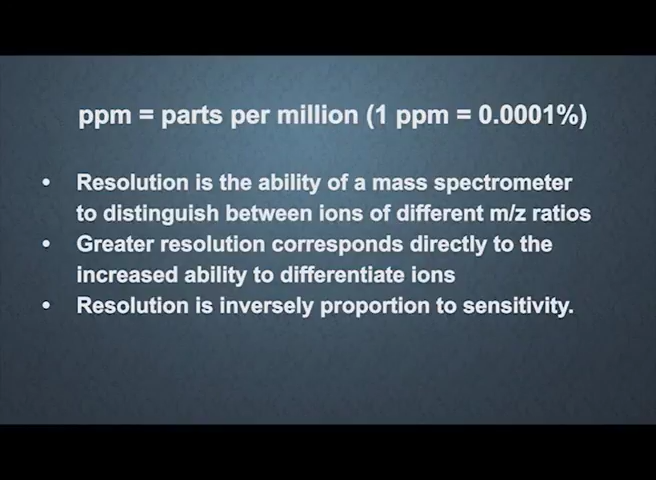 ppm = parts per million (1 ppm = 0.0001%)
• Resolution is the ability of a mass spectrometer
to distinguish between ions of different m/z ratios
• Greater resolution corresponds directly to the
increased ability to differentiate ions
• Resolution is inversely proportion to sensitivity.